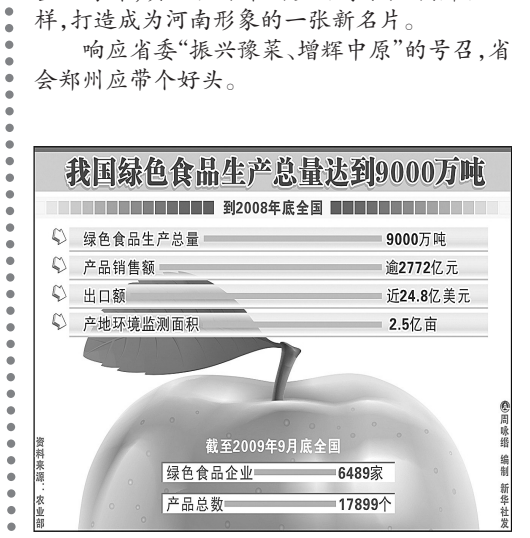 样,打造成为河南形象的一张新名片。
响应省委“振兴豫菜、增辉中原”的号召,省
会郑州应带个好头。
我国绿色食品生产总量达到9000万吨
到2008年底全国
绿色食品生产总量 9000万吨
产品销售额 逾2772亿元
出口额 近24.8亿美元
产地环境监测面积 2.5亿亩
截至2009年9月底全国
绿色食品企业 6489家
产品总数 17899个
资料来源:农业部
周咏缗 编制 新华社发